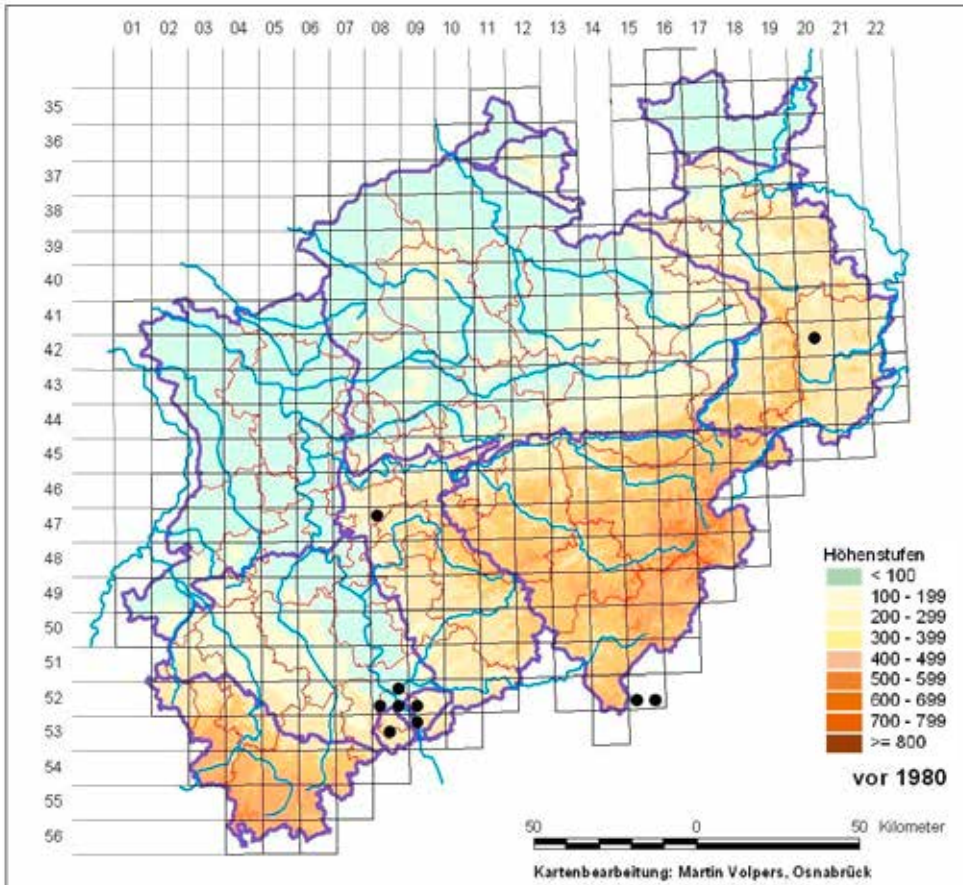 01 02 03 04 05 06 07 08 09 10 11 12 13 14 15 16 17 18 19 20 21 22
35
36
37
38
39
40
41
42
43
44
45
46
47
48
49
50
51
52
53
54
55
56
Höhenstufen
< 100
100 - 199
200 - 299
300 - 399
400 - 499
500 - 599
600 - 699
700 - 799
>= 800
vor 1980
50 0 50 Kilometer
Kartenbearbeitung: Martin Volpers, Osnabrück